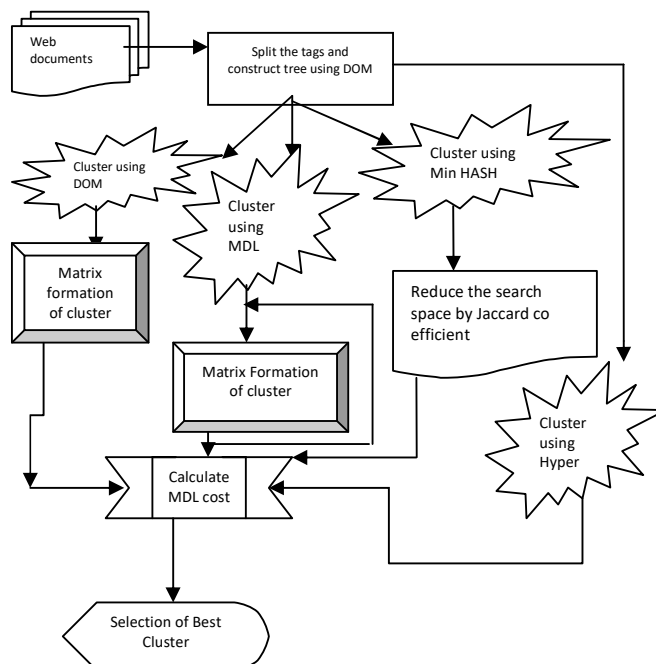 Web
documents
Split the tags and
construct tree using DOM
Cluster using
DOM
Cluster
using
MDL
Cluster using
Min HASH
Matrix
formation
of cluster
Reduce the search
space by Jaccard co
efficient
Matrix Formation
of cluster
Cluster
using
Hyper
Calculate
MDL cost
Selection of Best
Cluster